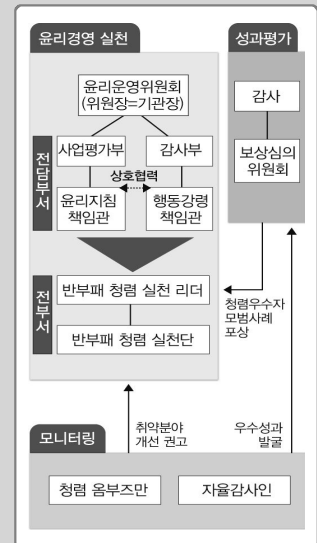 윤리경영 실천
윤리운영위원회
(위원장=기관장)
전담부서
사업평가부
감사부
상호협력
윤리지침
책임관
행동강령
책임관
전부서
반부패 청렴 실천 리더
반부패 청렴 실천단
성과평가
감사
보상심의
위원회
청렴우수자
모범사례
포상
취약분야
개선 권고
우수성과
발굴
모니터링
청렴 옴부즈만
자율감사인